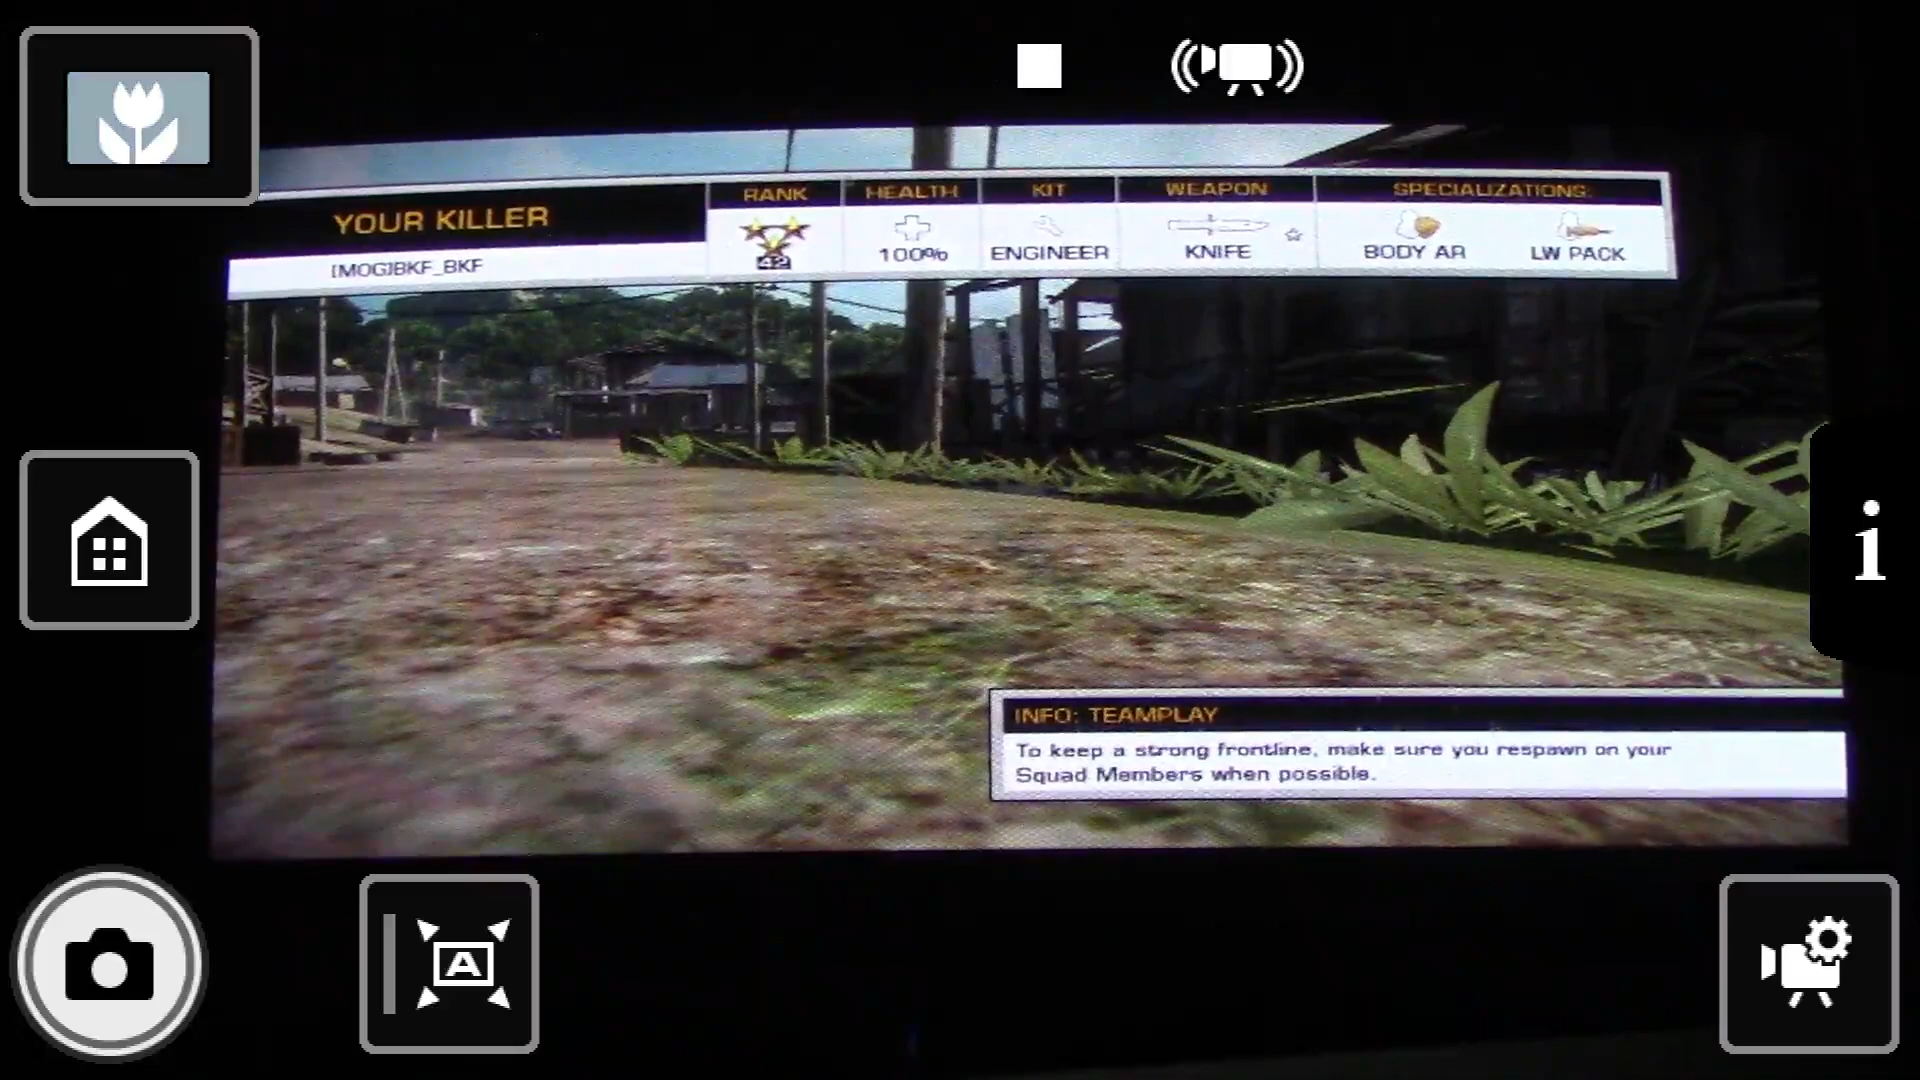 RANK HEALTH KIT WEAPON SPECIALIZATIONS:
YOUR KILLER
42 100% ENGINEER KNIFE BODY AR LW PACK
[MOG]BKF_BKF
INFO: TEAMPLAY
To keep a strong frontline, make sure you respawn on your
Squad Members when possible.
i
A